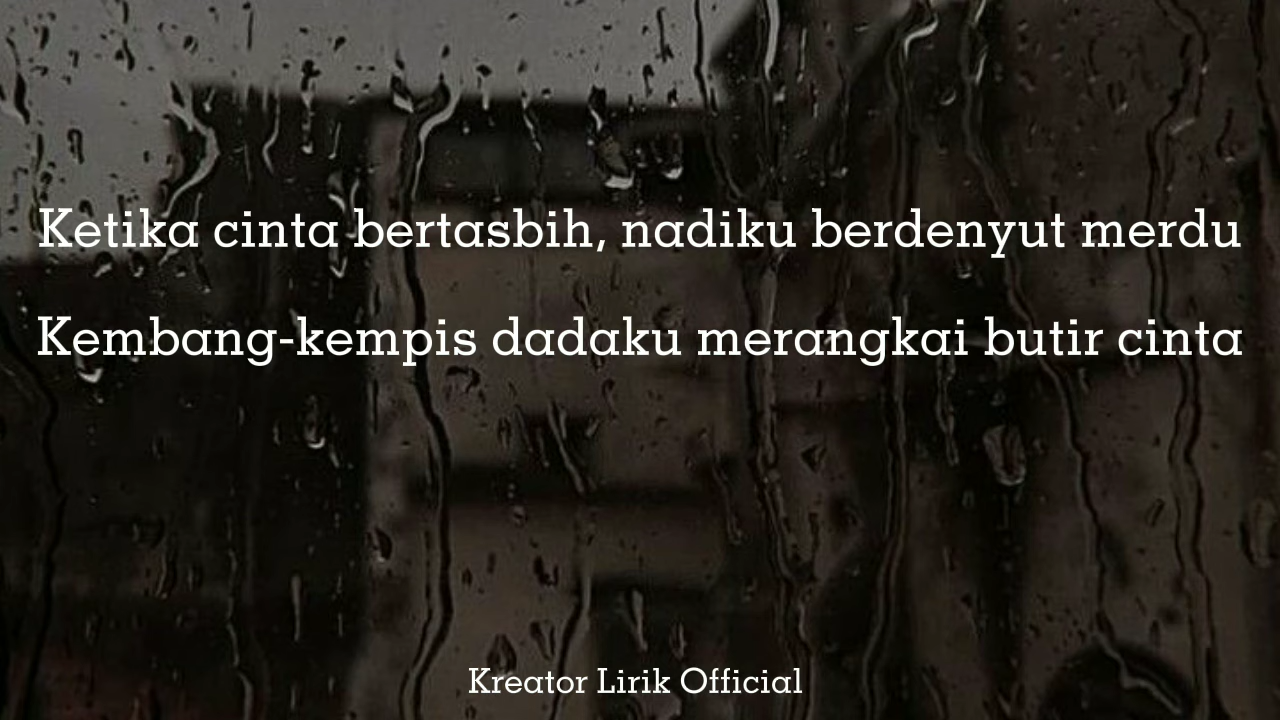 Ketika cinta bertasbih, nadiku berdenyut merdu
Kembang-kempis dadaku merangkai butir cinta
Kreator Lirik Official